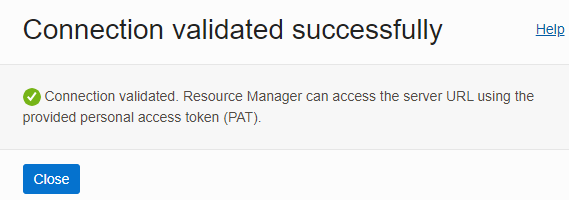 Connection validated successfully
Help
Connection validated. Resource Manager can access the server URL using the
provided personal access token (PAT).
Close